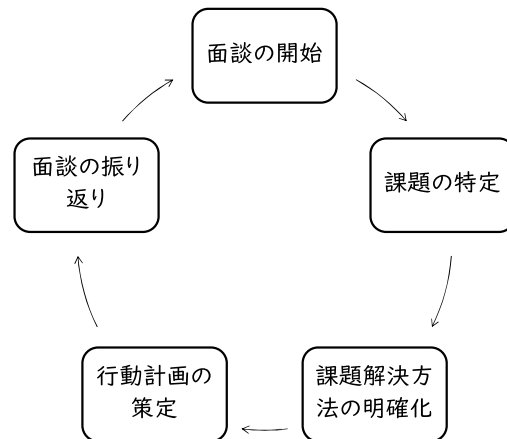 面談の開始
課題の特定
課題解決方
法の明確化
行動計画の
策定
面談の振り
返り